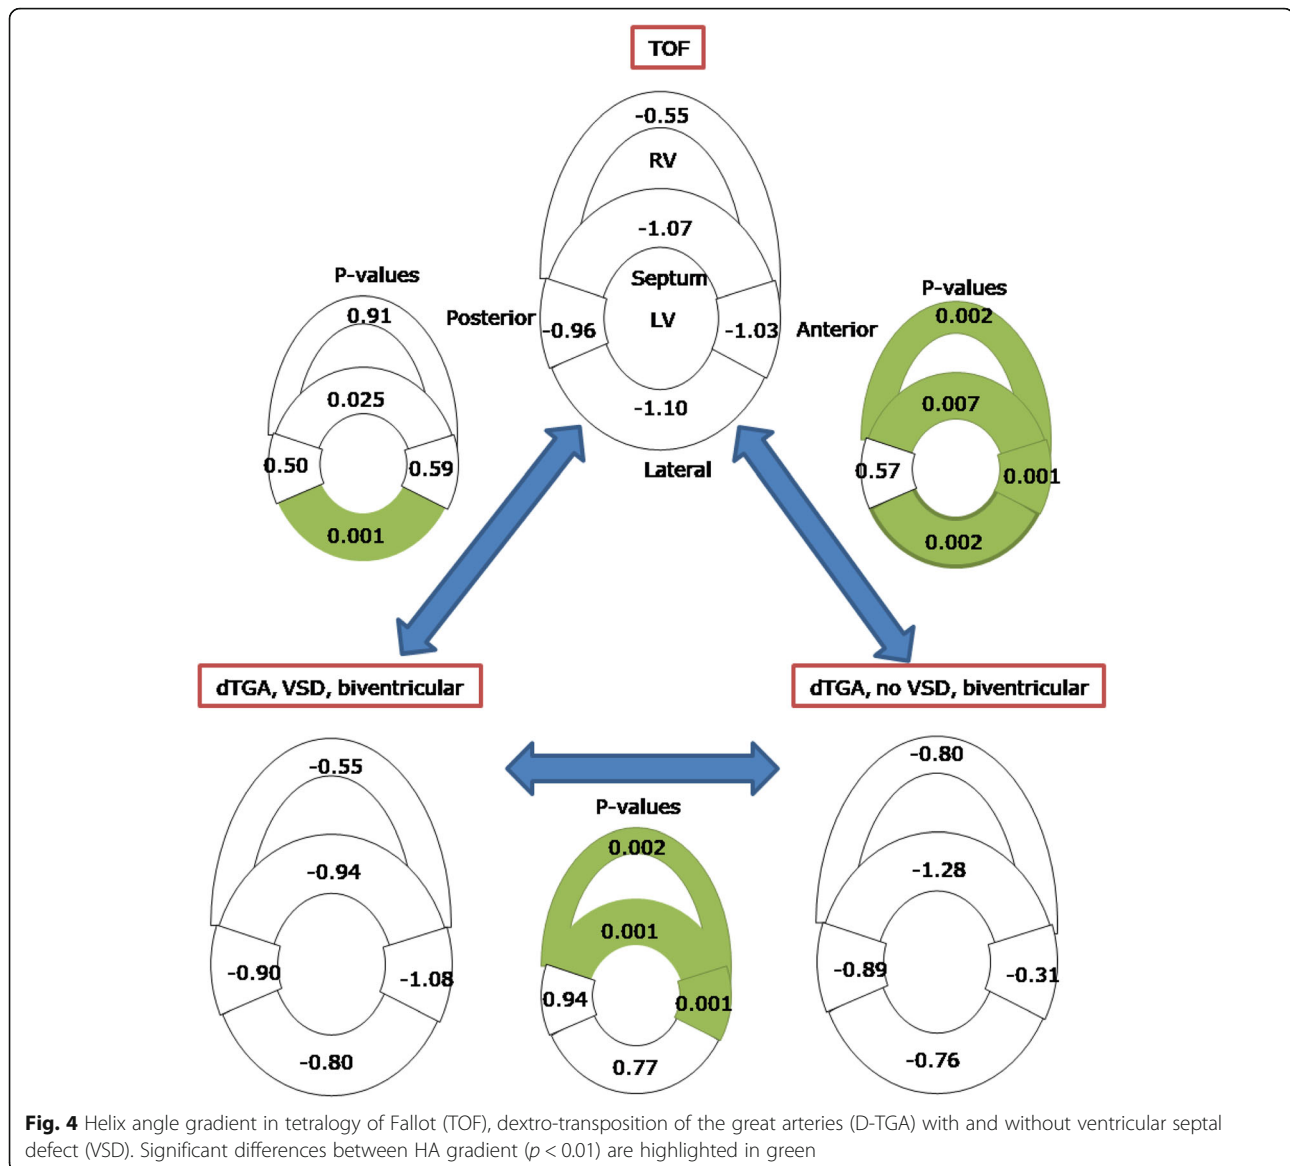 TOF
-0.55
RV
-1.07
Septum
LV
Posterior
-0.96
-1.03
Anterior
-1.10
Lateral
P-values
0.91
0.025
0.50
0.59
0.001
P-values
0.002
0.007
0.57
0.001
0.002
dTGA, VSD, biventricular
dTGA, no VSD, biventricular
-0.55
-0.94
-0.90
-1.08
-0.80
P-values
0.002
0.001
0.94
0.001
0.77
-0.80
-1.28
-0.89
-0.31
-0.76
Fig. 4 Helix angle gradient in tetralogy of Fallot (TOF), dextro-transposition of the great arteries (D-TGA) with and without ventricular septal
defect (VSD). Significant differences between HA gradient (p < 0.01) are highlighted in green